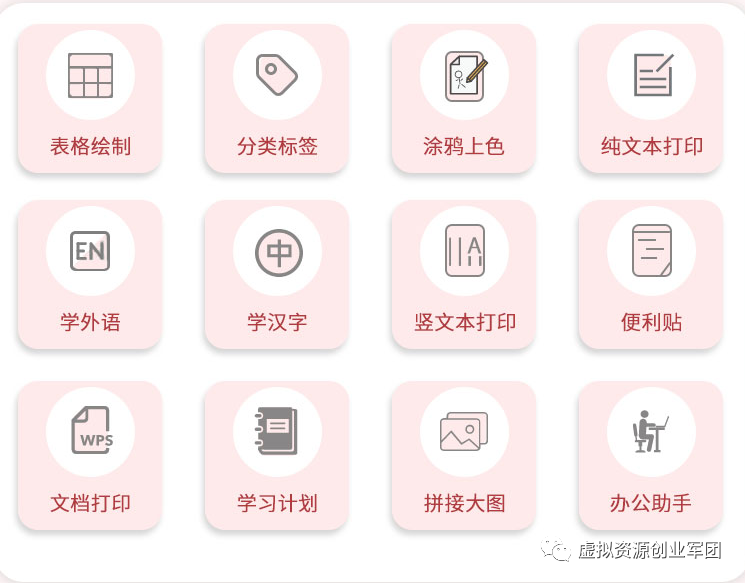 表格绘制
分类标签
涂鸦上色
纯文本打印
EN
学外语
中
学汉字
A
竖文本打印
便利贴
WPS
文档打印
学习计划
拼接大图
办公助手
虚拟资源创业军团